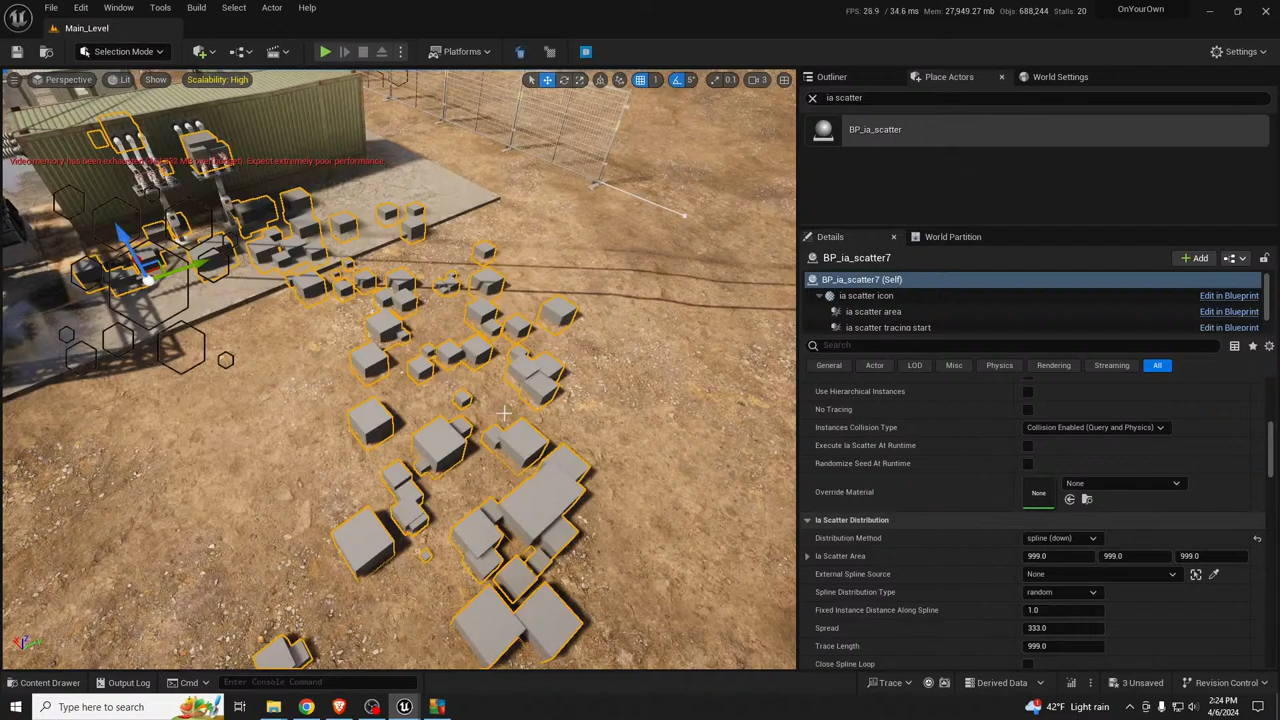 File Edit Window Tools Build Select Actor Help
FPS: 28.9 / 34.6 ms Mem: 27,949.27 mb Objs: 688,244 Stalls: 20
OnYourOwn
Main_Level
Selection Mode
Platforms
Settings
Perspective Lit Show Scalability: High
1 5° 0.1 3
Outliner Place Actors World Settings
ia scatter
BP_ia_scatter
Details World Partition
BP_ia_scatter7
Add
BP_ia_scatter7 (Self)
ia scatter icon Edit in Blueprint
ia scatter area Edit in Blueprint
ia scatter tracing start Edit in Blueprint
Search
General Actor LOD Misc Physics Rendering Streaming All
Use Hierarchical Instances
No Tracing
Instances Collision Type Collision Enabled (Query and Physics)
Execute Ia Scatter At Runtime
Randomize Seed At Runtime
Override Material None None
Ia Scatter Distribution
Distribution Method spline (down)
Ia Scatter Area 999.0 999.0 999.0
External Spline Source None
Spline Distribution Type random
Fixed Instance Distance Along Spline 1.0
Spread 333.0
Trace Length 999.0
Close Spline Loop
Content Drawer Output Log Cmd Enter Console Command
Trace Derived Data 3 Unsaved Revision Control
Type here to search
42°F Light rain
2:24 PM
4/6/2024